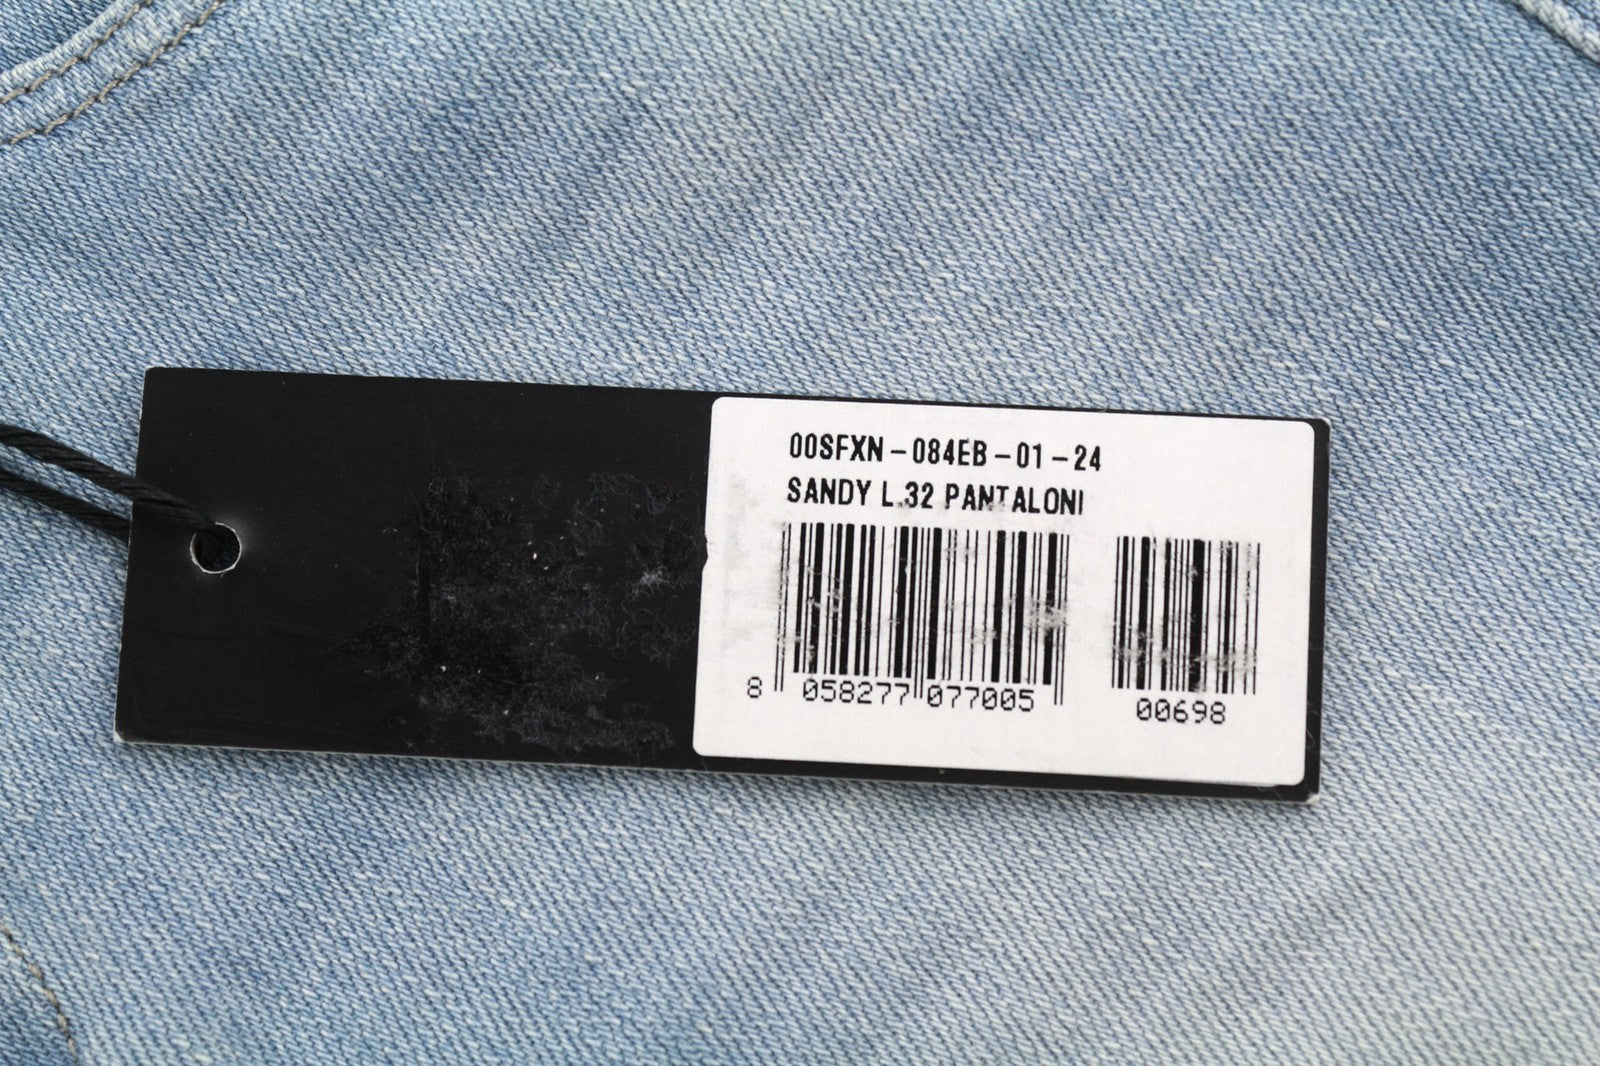 00SFXN-084EB-01-24
SANDY L.32 PANTALONI
8 058277 077005
00698